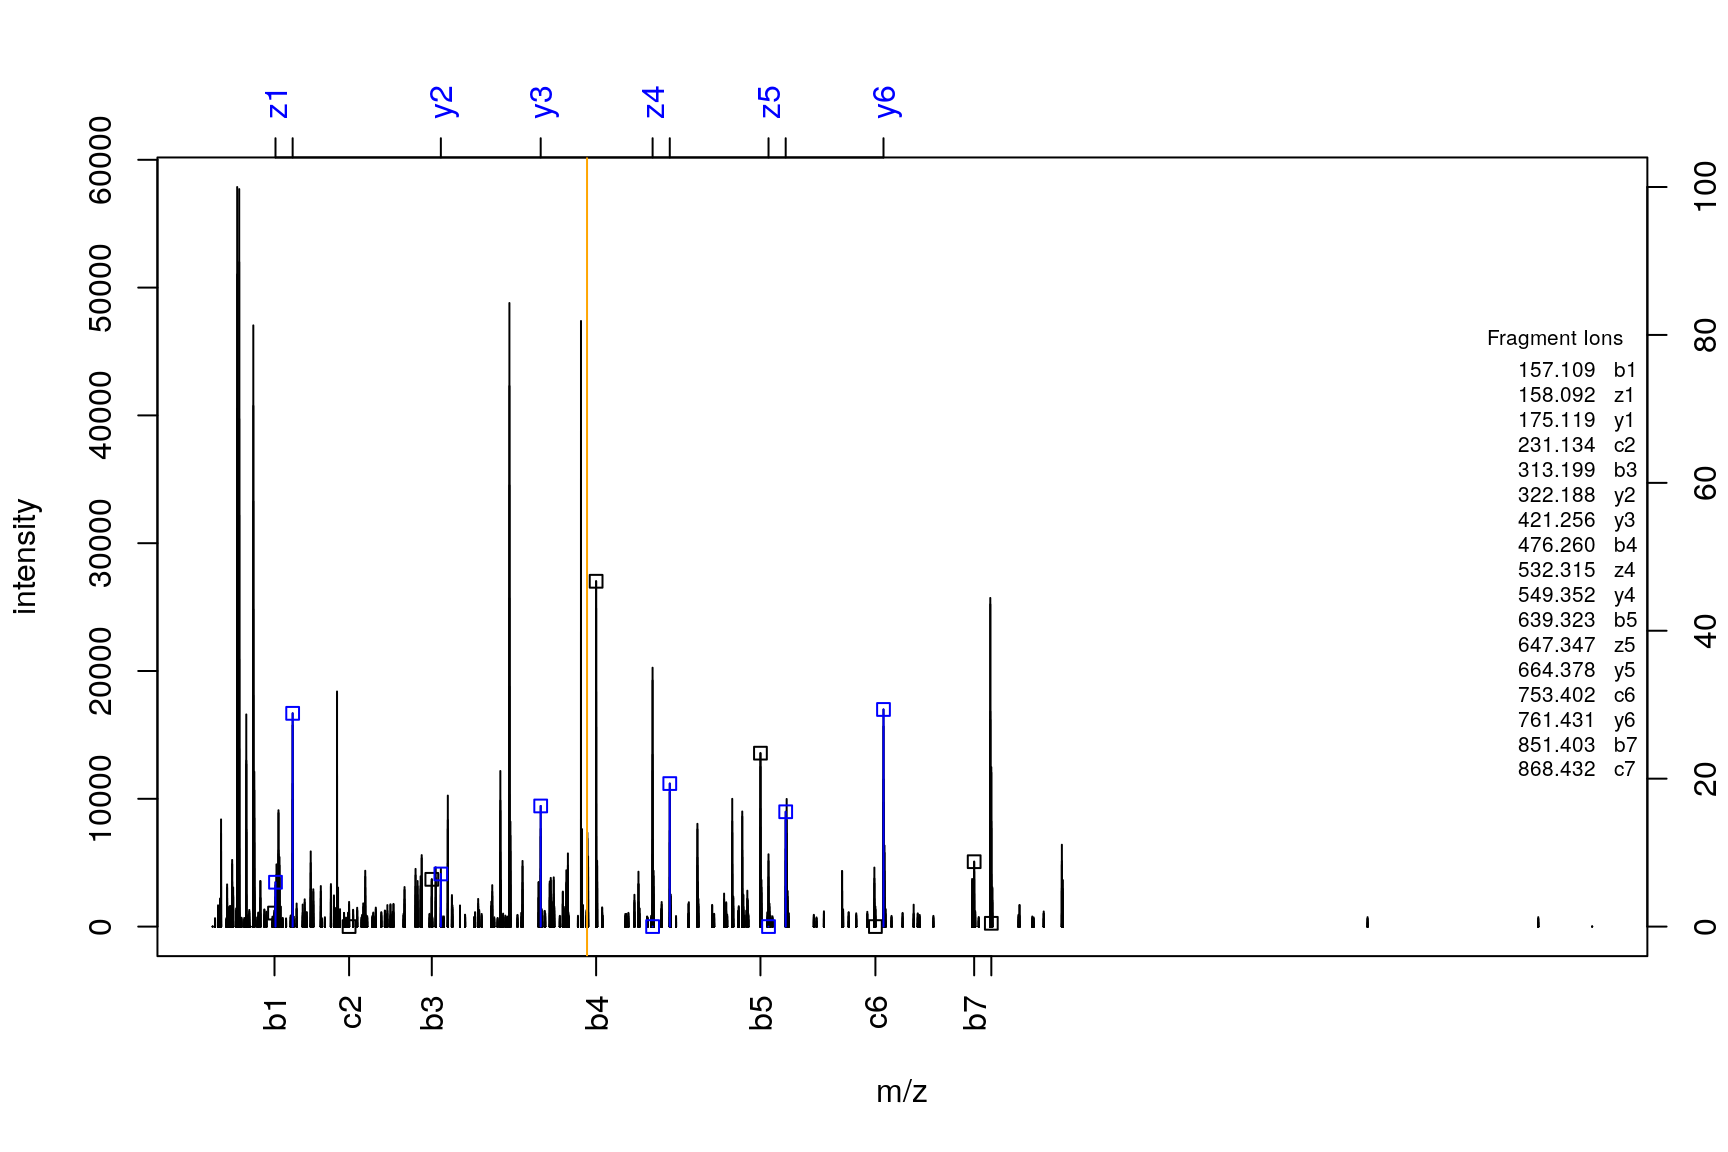 z1 y2 y3 z4 z5 y6
60000
50000
40000
30000
20000
10000
0
intensity
100
80
60
40
20
0
Fragment Ions
157.109 b1
158.092 z1
175.119 y1
231.134 c2
313.199 b3
322.188 y2
421.256 y3
476.260 b4
532.315 z4
549.352 y4
639.323 b5
647.347 z5
664.378 y5
753.402 c6
761.431 y6
851.403 b7
868.432 c7
b1 c2 b3 b4 b5 c6 b7
m/z